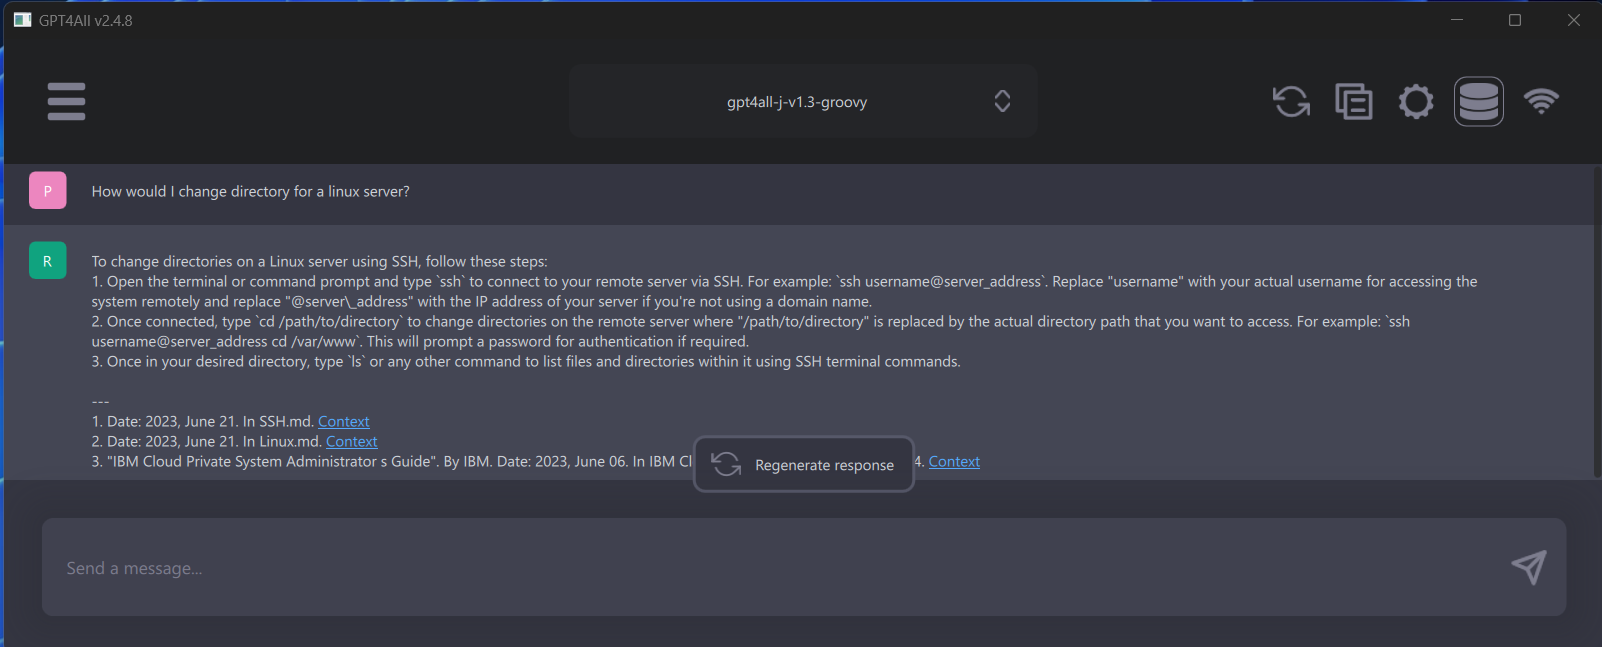 GPT4All v2.4.8
gpt4all-j-v1.3-groovy
P
How would I change directory for a linux server?
R
To change directories on a Linux server using SSH, follow these steps:
1. Open the terminal or command prompt and type `ssh` to connect to your remote server via SSH. For example: `ssh username@server_address`. Replace "username" with your actual username for accessing the
system remotely and replace "@server\_address" with the IP address of your server if you're not using a domain name.
2. Once connected, type `cd /path/to/directory` to change directories on the remote server where "/path/to/directory" is replaced by the actual directory path that you want to access. For example: `ssh
username@server_address cd /var/www`. This will prompt a password for authentication if required.
3. Once in your desired directory, type `ls` or any other command to list files and directories within it using SSH terminal commands.
---
1. Date: 2023, June 21. In SSH.md. Context
2. Date: 2023, June 21. In Linux.md. Context
3. "IBM Cloud Private System Administrator s Guide". By IBM. Date: 2023, June 06. In IBM Cl 4. Context
Regenerate response
Send a message...